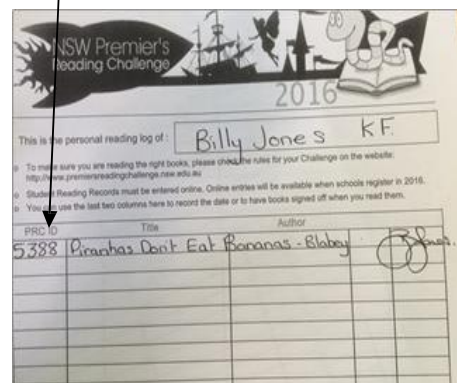 NSW Premier's
Reading Challenge
2016
This is the personal reading log of : Billy Jones KF.
To make sure you are reading the right books, please check the rules for your Challenge on the website:
http://www.premiersreadingchallenge.nsw.edu.au
Student Reading Records must be entered online. Online entries will be available when schools register in 2016.
You can use the last two columns here to record the date or to have books signed off when you read them.
PRC ID Title Author
5388 Piranhas Don't Eat Bananas - Blabey